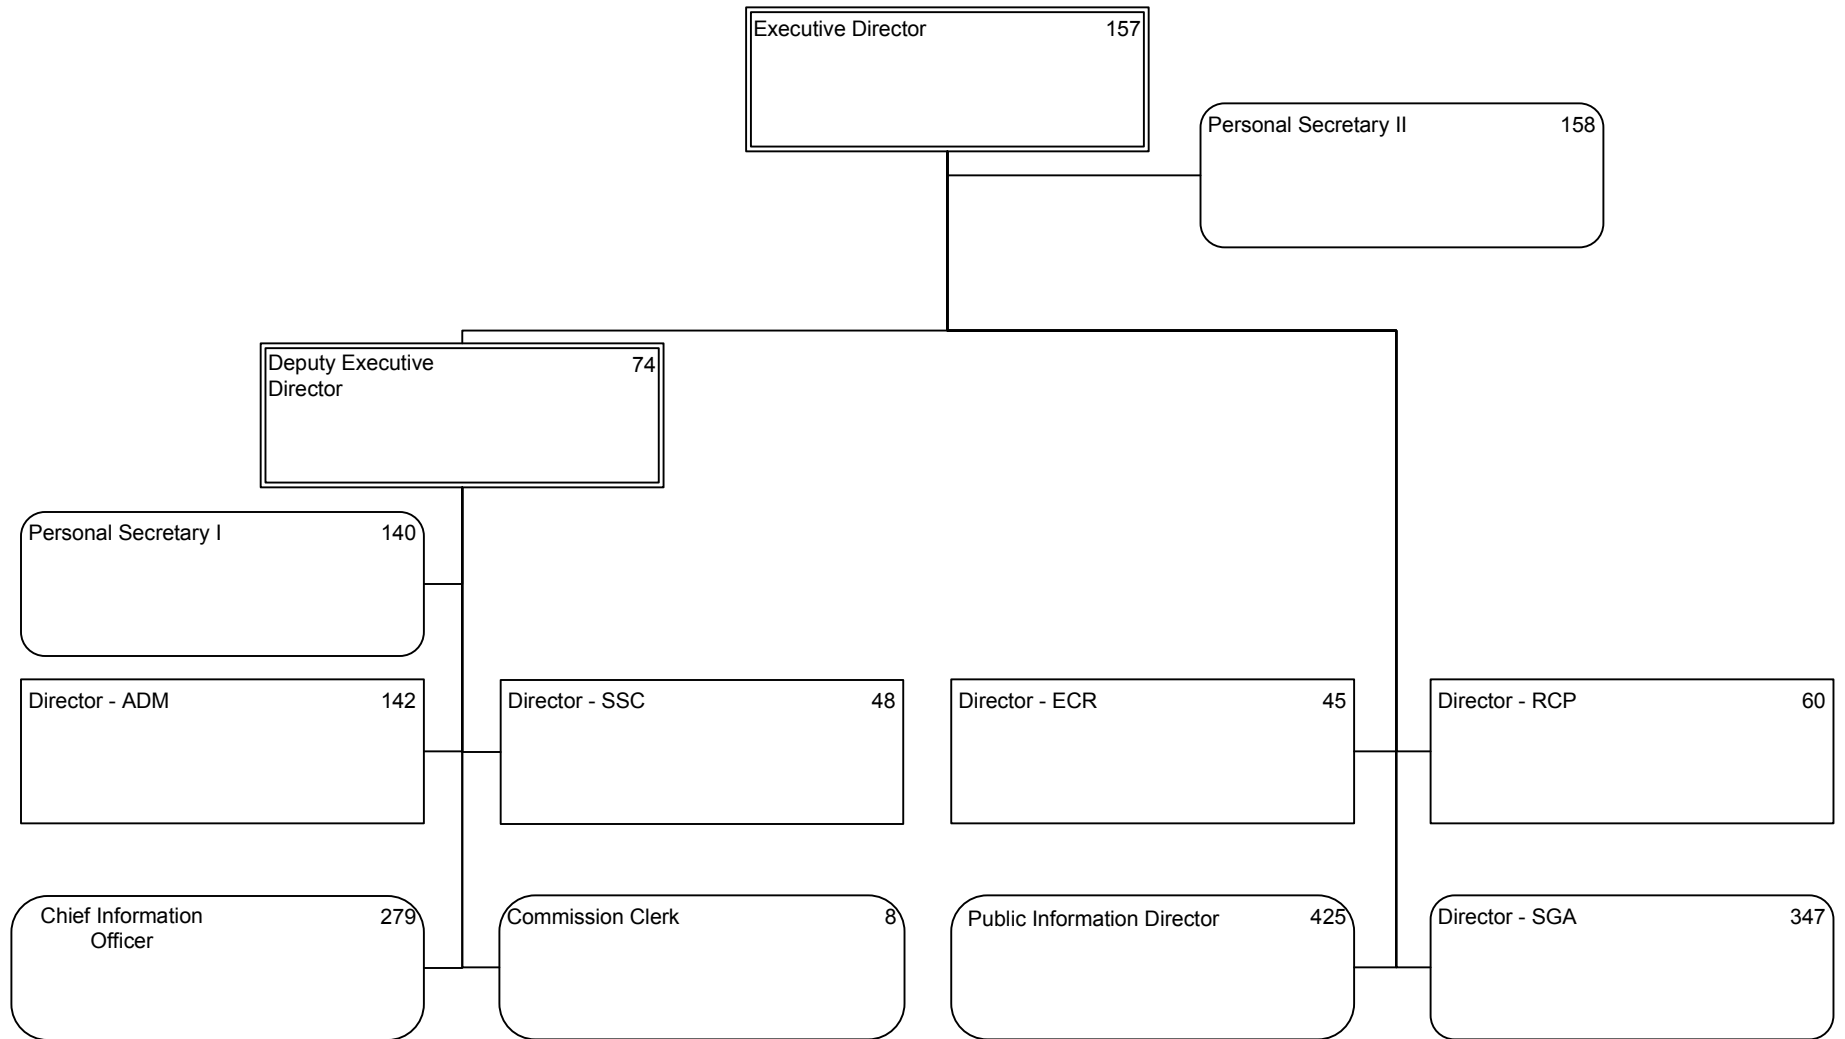 Executive Director 157
Personal Secretary II 158
Deputy Executive 74
Director
Personal Secretary I 140
Director - ADM 142
Director - SSC 48
Director - ECR 45
Director - RCP 60
Chief Information 279
Officer
Commission Clerk 8
Public Information Director 425
Director - SGA 347